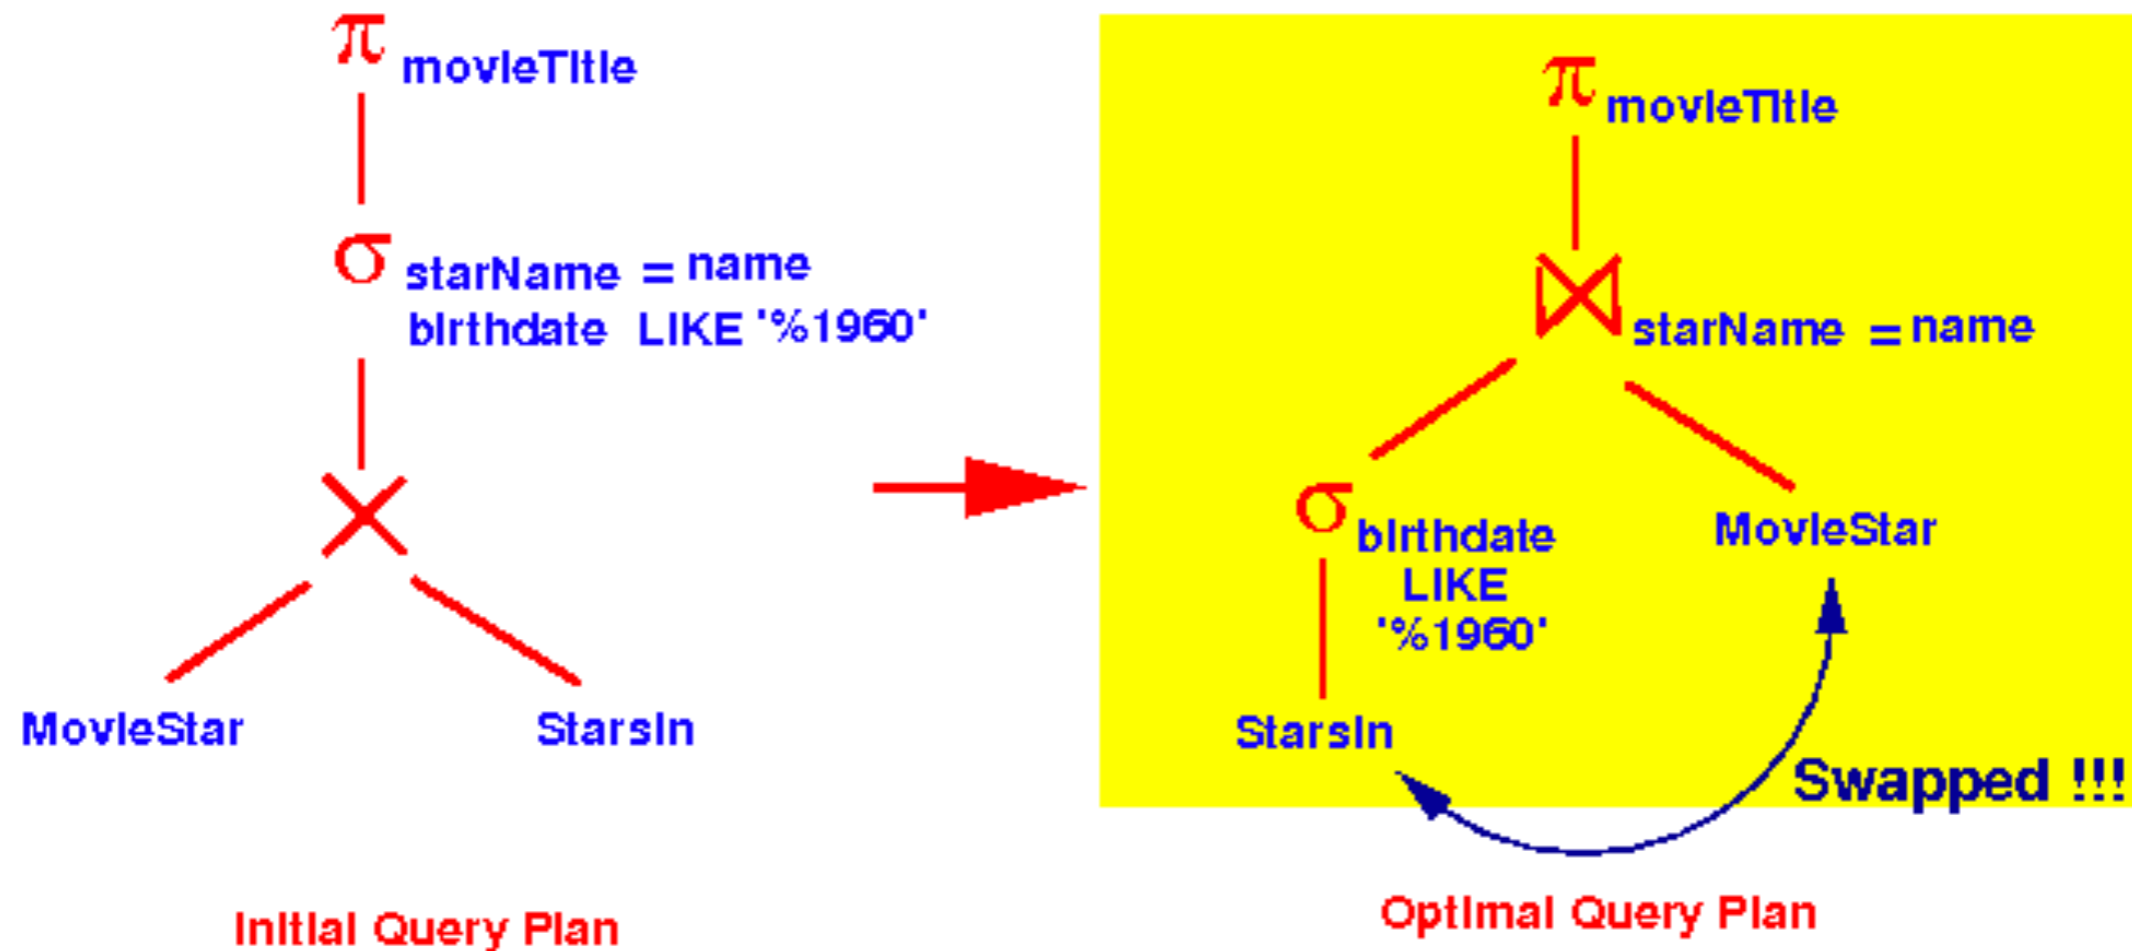 π movieTitle
σ starName = name
birthdate LIKE '%1960'
MovieStar StarsIn
Initial Query Plan
π movieTitle
starName = name
σ birthdate
LIKE
'%1960'
MovieStar
StarsIn
Swapped !!!
Optimal Query Plan